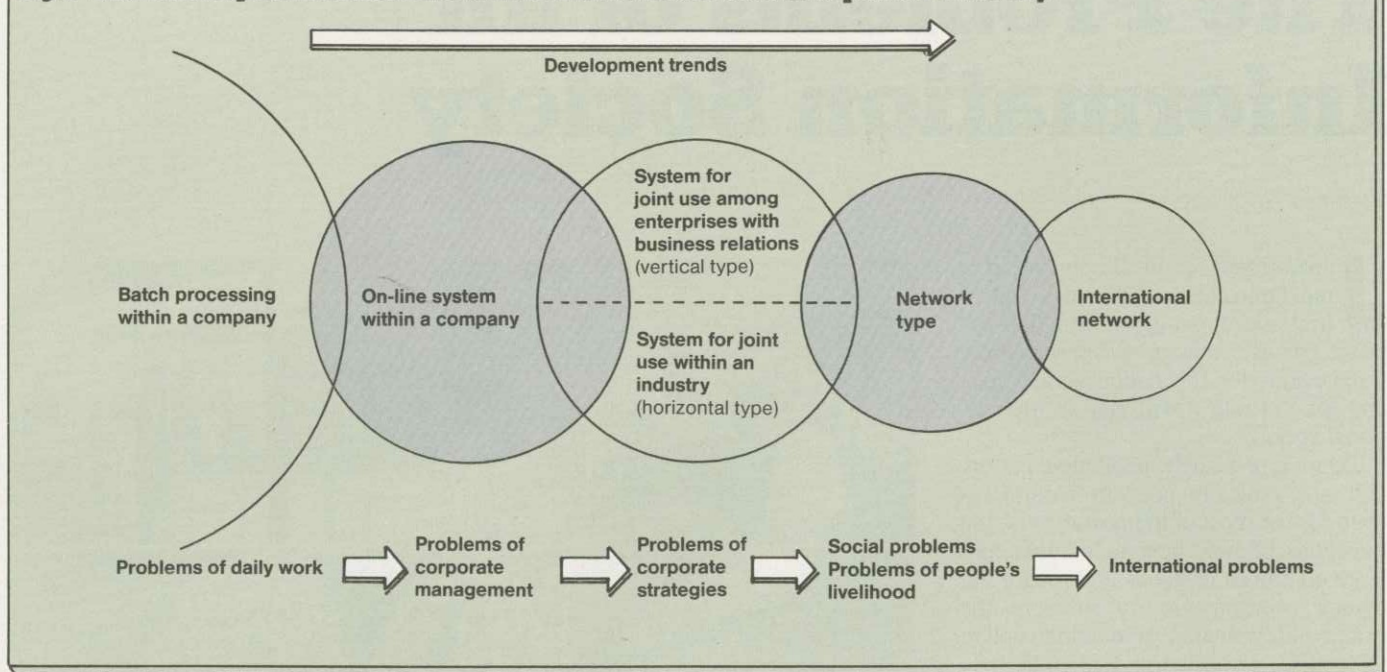 Development trends
System for
joint use among
enterprises with
business relations
(vertical type)
Batch processing
within a company
On-line system
within a company
Network
type
International
network
System for joint
use within an
industry
(horizontal type)
Problems of daily work
Problems of
corporate
management
Problems of
corporate
strategies
Social problems
Problems of people's
livelihood
International problems